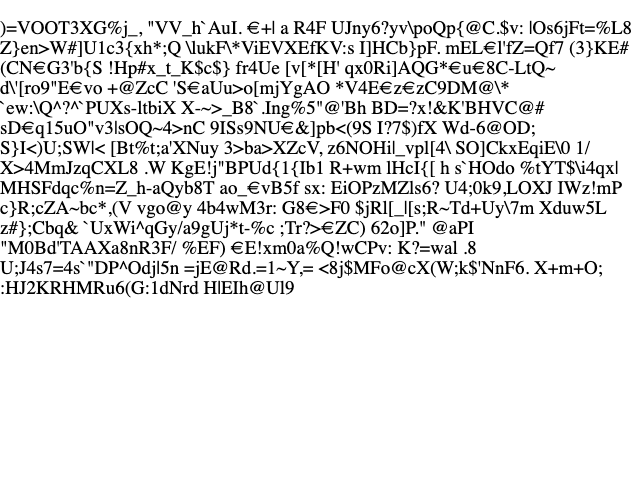 )=VOOT3XG%j_, "VV_h`AuI. €+| a R4F UJny6?yv\poQp{@C.$v: |Os6jFt=%L8
Z}en>W#]U1c3{xh*;Q \lukF\*ViEVXEfKV:s I]HCb}pF. mEL€l'fZ=Qf7 (3}KE#
(CN€G3'b{S !Hp#x_t_K$c$} fr4Ue [v[*[H' qx0Ri]AQG*€u€8C-LtQ~
d\'[ro9"E€vo +@ZcC 'S€aUu>o[mjYgAO *V4E€z€zC9DM@\*
`ew:\Q^?^`PUXs-ltbiX X-~>_B8`.Ing%5"@'Bh BD=?x!&K'BHVC@#
sD€q15uO"v3|sOQ~4>nC 9ISs9NU€&]pb<(9S I?7$)fX Wd-6@OD;
S}I<)U;SW|< [Bt%t;a'XNuy 3>ba>XZcV, z6NOHi|_vpl[4\ SO]CkxEqiE\0 1/
X>4MmJzqCXL8 .W KgE!j"BPUd{1{Ib1 R+wm lHcI{[ h s`HOdo %tYT$\i4qx|
MHSFdqc%n=Z_h-aQyb8T ao_€vB5f sx: EiOPzMZls6? U4;0k9,LOXJ IWz!mP
c}R;cZA~bc*,(V vgo@y 4b4wM3r: G8€>F0 $jRl[_|[s;R~Td+Uy\7m Xduw5L
z#};Cbq& `UxWi^qGy/a9gUj*t-%c ;Tr?>€ZC) 62o]P." @aPI
"M0Bd'TAAXa8nR3F/ %EF) €E!xm0a%Q!wCPv: K?=wal .8
U;J4s7=4s`"DP^Odj|5n =jE@Rd.=1~Y,= <8j$MFo@cX(W;k$'NnF6. X+m+O;
:HJ2KRHMRu6(G:1dNrd H|EIh@Ul9